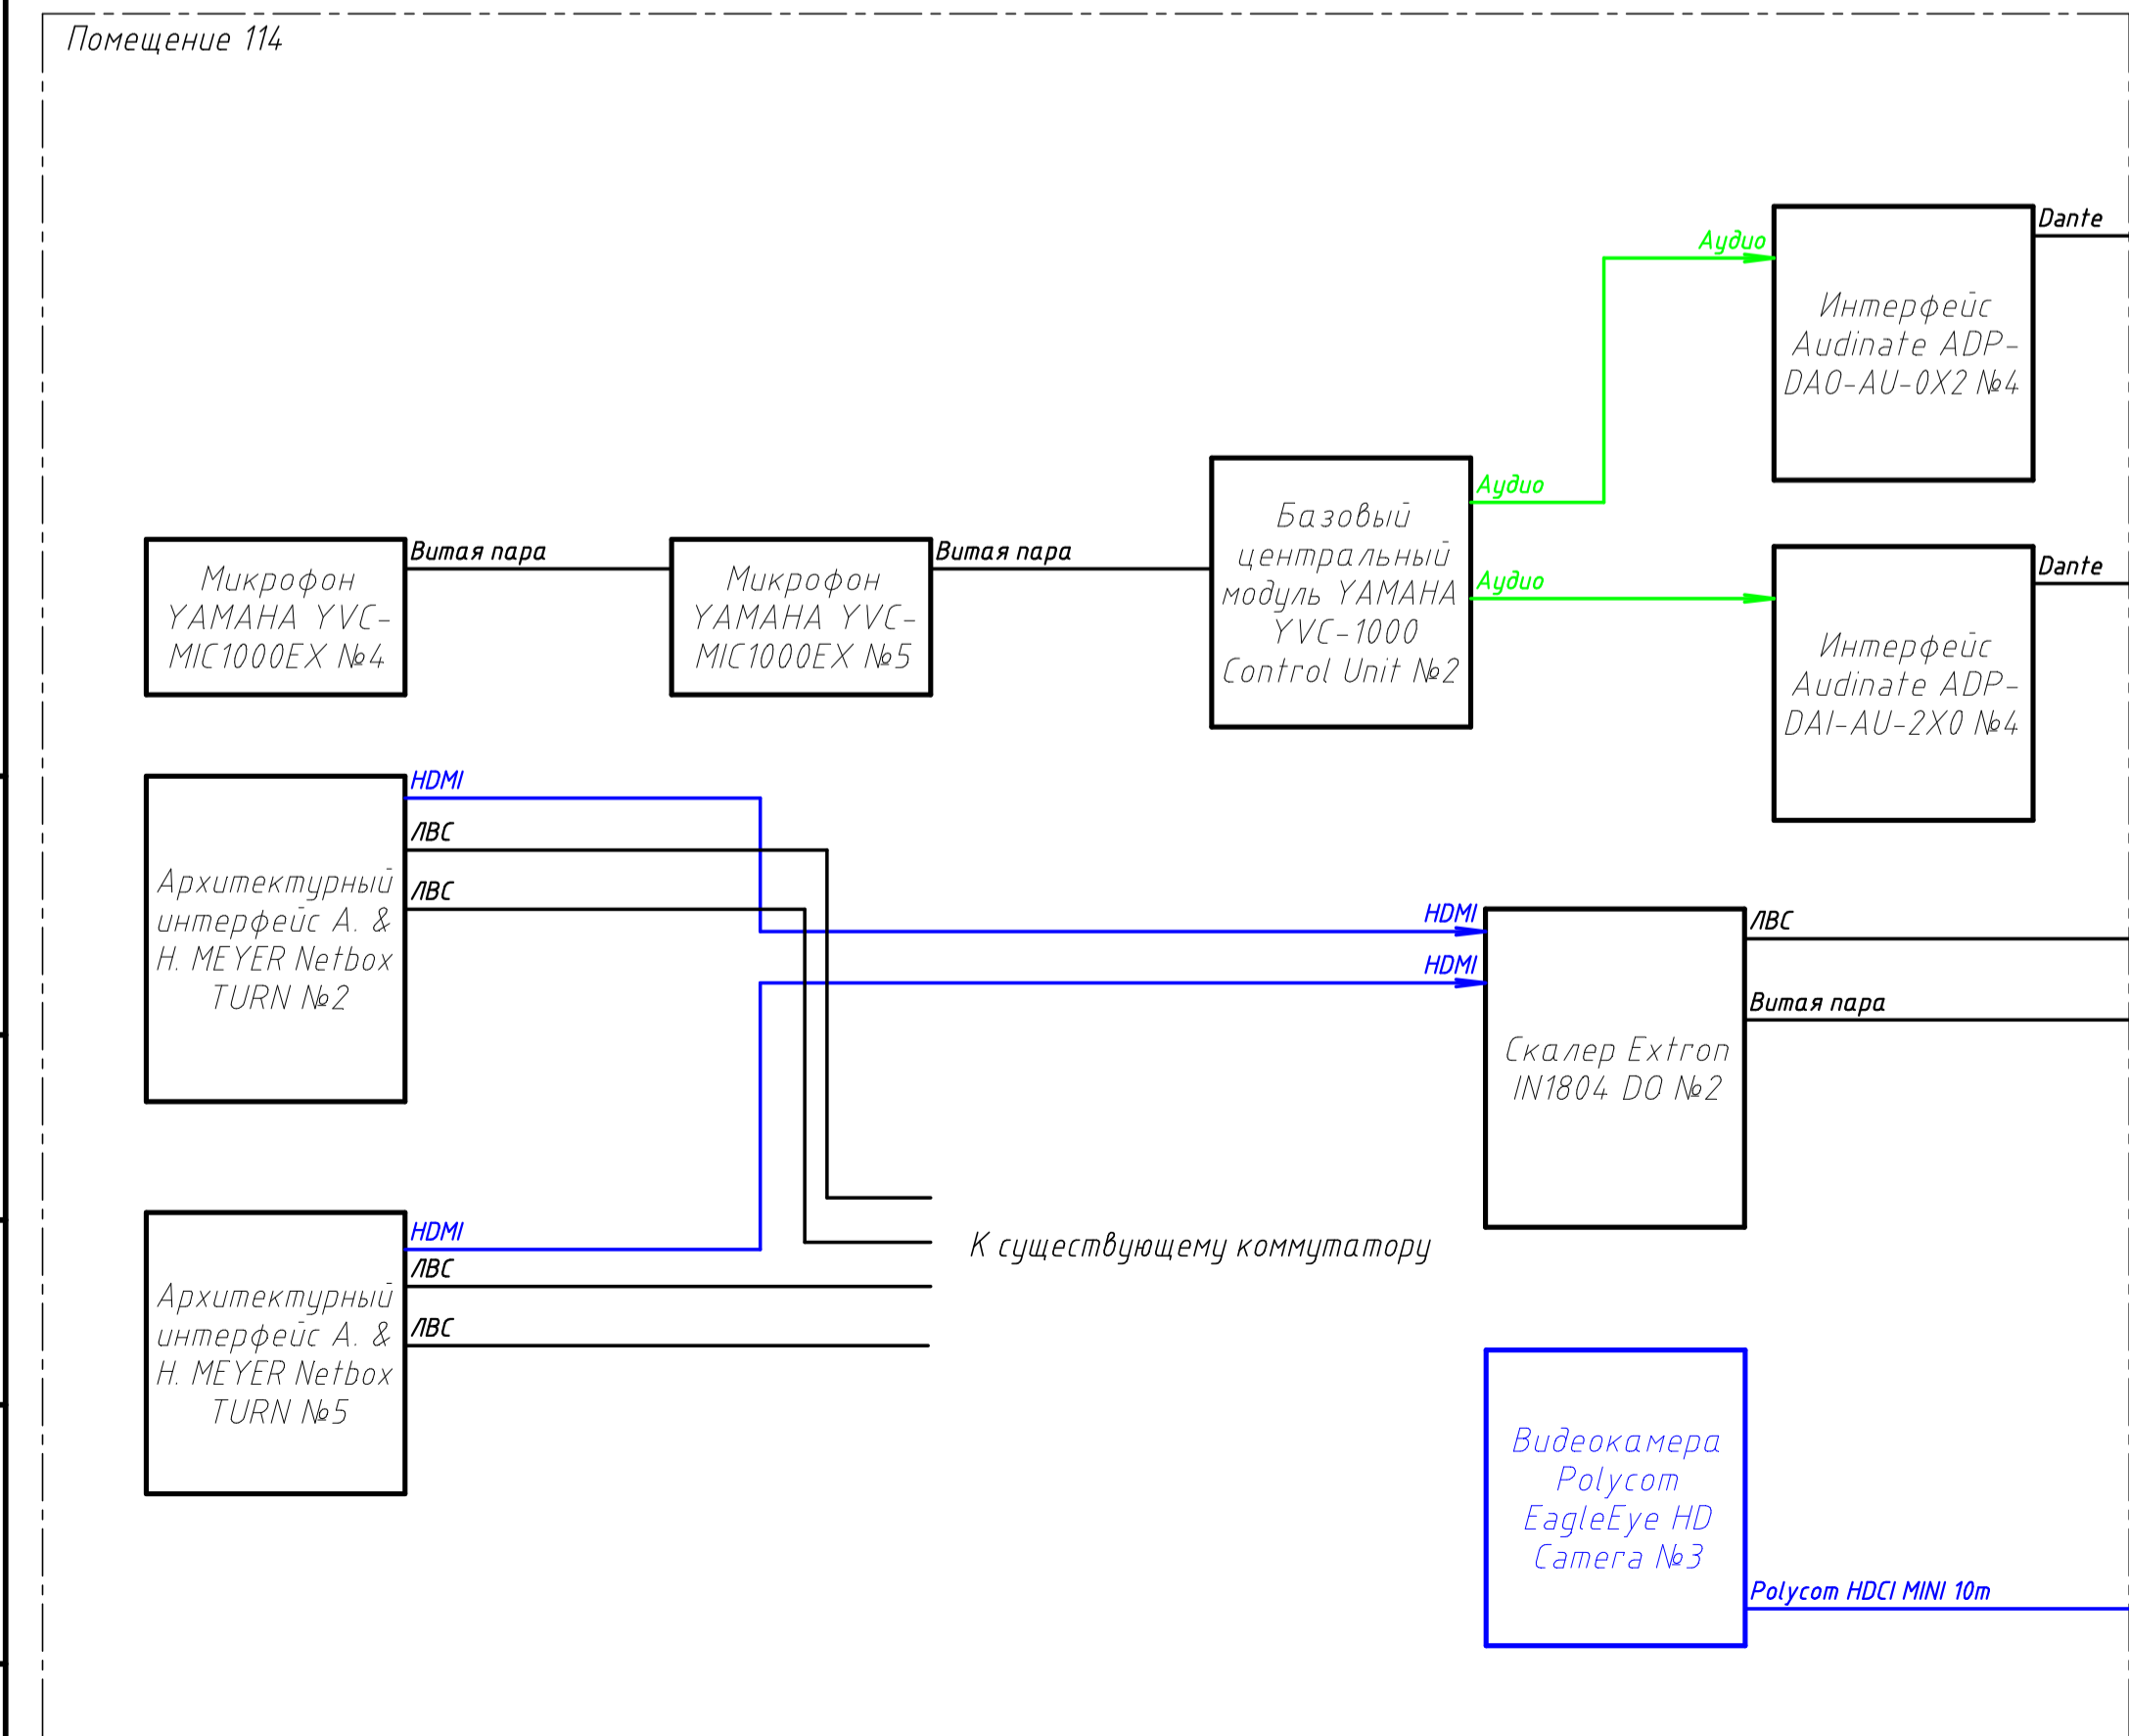 Помещение 114
Dante
Аудио
Интерфейс
Audinate ADP-
DAO-AU-0X2 №4
Аудио
Базовый
центральный
модуль YAMAHA
YVC-1000
Control Unit №2
Витая пара
Микрофон
YAMAHA YVC-
MIC1000EX №4
Витая пара
Микрофон
YAMAHA YVC-
MIC1000EX №5
Аудио
Dante
Интерфейс
Audinate ADP-
DAI-AU-2X0 №4
HDMI
ЛВС
ЛВС
Архитектурный
интерфейс A. &
H. MEYER Netbox
TURN №2
HDMI
HDMI
ЛВС
Витая пара
Скалер Extron
IN1804 DO №2
HDMI
ЛВС
ЛВС
Архитектурный
интерфейс A. &
H. MEYER Netbox
TURN №5
К существующему коммутатору
Видеокамера
Polycom
EagleEye HD
Camera №3
Polycom HDCI MINI 10m